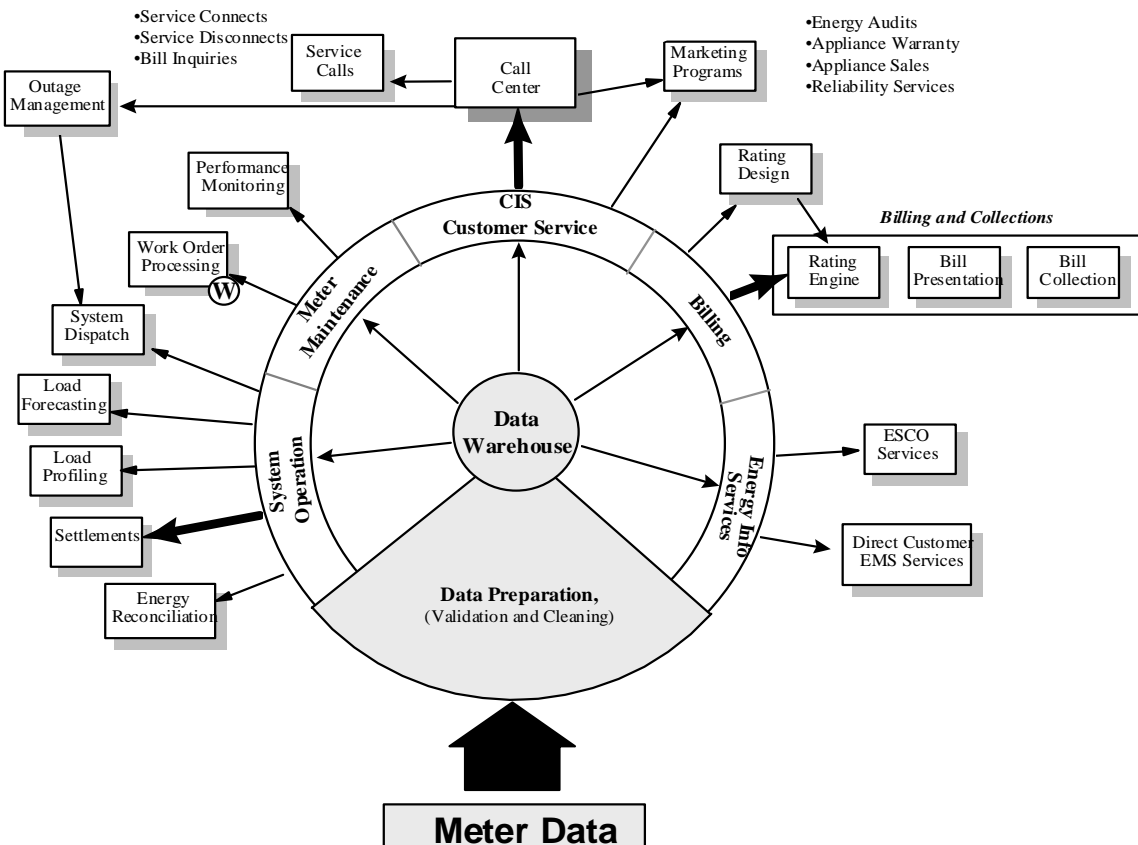 •Service Connects
•Service Disconnects
•Bill Inquiries
•Energy Audits
•Appliance Warranty
•Appliance Sales
•Reliability Services
Service
Calls
Call
Center
Marketing
Programs
Outage
Management
Performance
Monitoring
Rating
Design
CIS
Customer Service
Billing and Collections
Work Order
Processing
W
Rating
Engine
Bill
Presentation
Bill
Collection
Meter
Maintenance
Billing
System
Dispatch
Load
Forecasting
Data
Warehouse
Load
Profiling
System
Operation
Energy Info
Services
ESCO
Services
Settlements
Direct Customer
EMS Services
Energy
Reconciliation
Data Preparation,
(Validation and Cleaning)
Meter Data